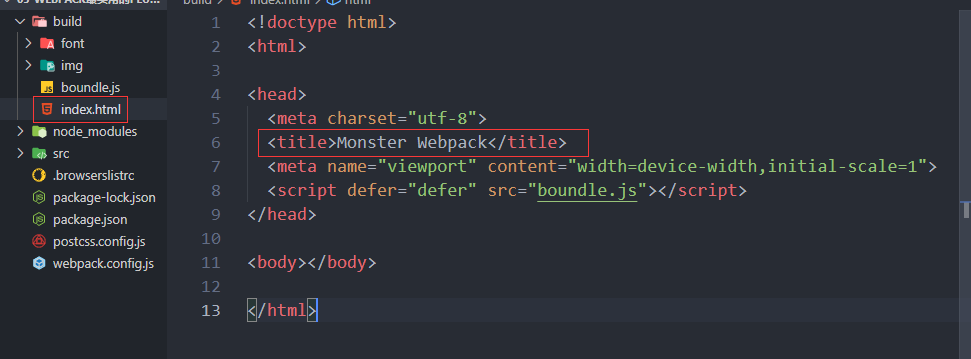 build
font
img
boundle.js
index.html
node_modules
src
.browserslistrc
package-lock.json
package.json
postcss.config.js
webpack.config.js
build > index.html > html
1 <!doctype html>
2 <html>
3
4 <head>
5 <meta charset="utf-8">
6 <title>Monster Webpack</title>
7 <meta name="viewport" content="width=device-width,initial-scale=1">
8 <script defer="defer" src="boundle.js"></script>
9 </head>
10
11 <body></body>
12
13 </html>